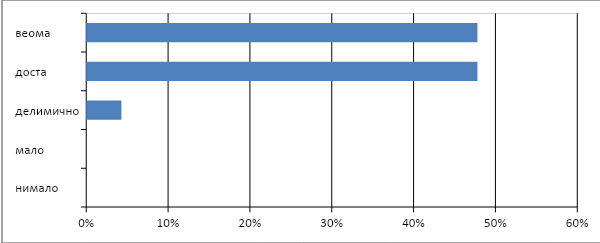 веома
доста
делимично
мало
нимало
0% 10% 20% 30% 40% 50% 60%